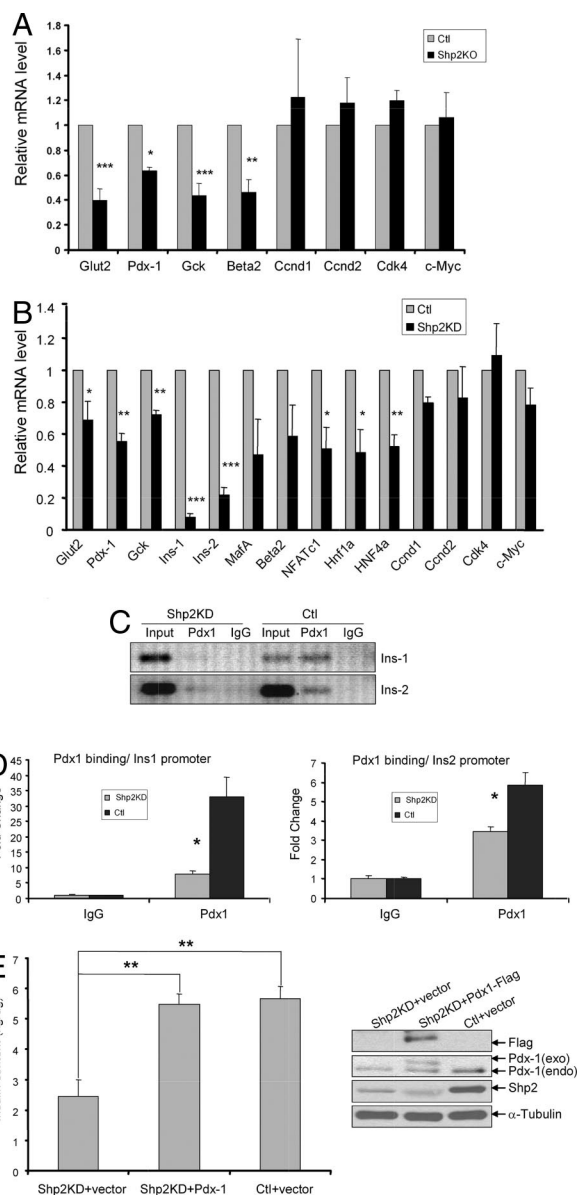 A
Relative mRNA level
1.8
1.6
1.4
1.2
1
0.8
0.6
0.4
0.2
0
Ctl
Shp2KO
*** * *** **
Glut2 Pdx-1 Gck Beta2 Ccnd1 Ccnd2 Cdk4 c-Myc
B
Relative mRNA level
1.4
1.2
1
0.8
0.6
0.4
0.2
0
Ctl
Shp2KD
* ** ** *** *** * * **
Glut2 Pdx-1 Gck Ins-1 Ins-2 MafA Beta2 NFATc1 Hnf1a HNF4a Ccnd1 Ccnd2 Cdk4 c-Myc
C
Shp2KD Ctl
Input Pdx1 IgG Input Pdx1 IgG
Ins-1
Ins-2
Pdx1 binding/ Ins1 promoter
45
40
35
30
25
20
15
10
5
0
Shp2KD
Ctl
*
IgG Pdx1
Pdx1 binding/ Ins2 promoter
Fold Change
8
7
6
5
4
3
2
1
0
Shp2KD
Ctl
*
IgG Pdx1
7
6
5
4
3
2
1
0
**
**
Shp2KD+vector Shp2KD+Pdx-1 Ctl+vector
Shp2KD+vector
Shp2KD+Pdx1-Flag
Ctl+vector
Flag
Pdx-1(exo)
Pdx-1(endo)
Shp2
α-Tubulin